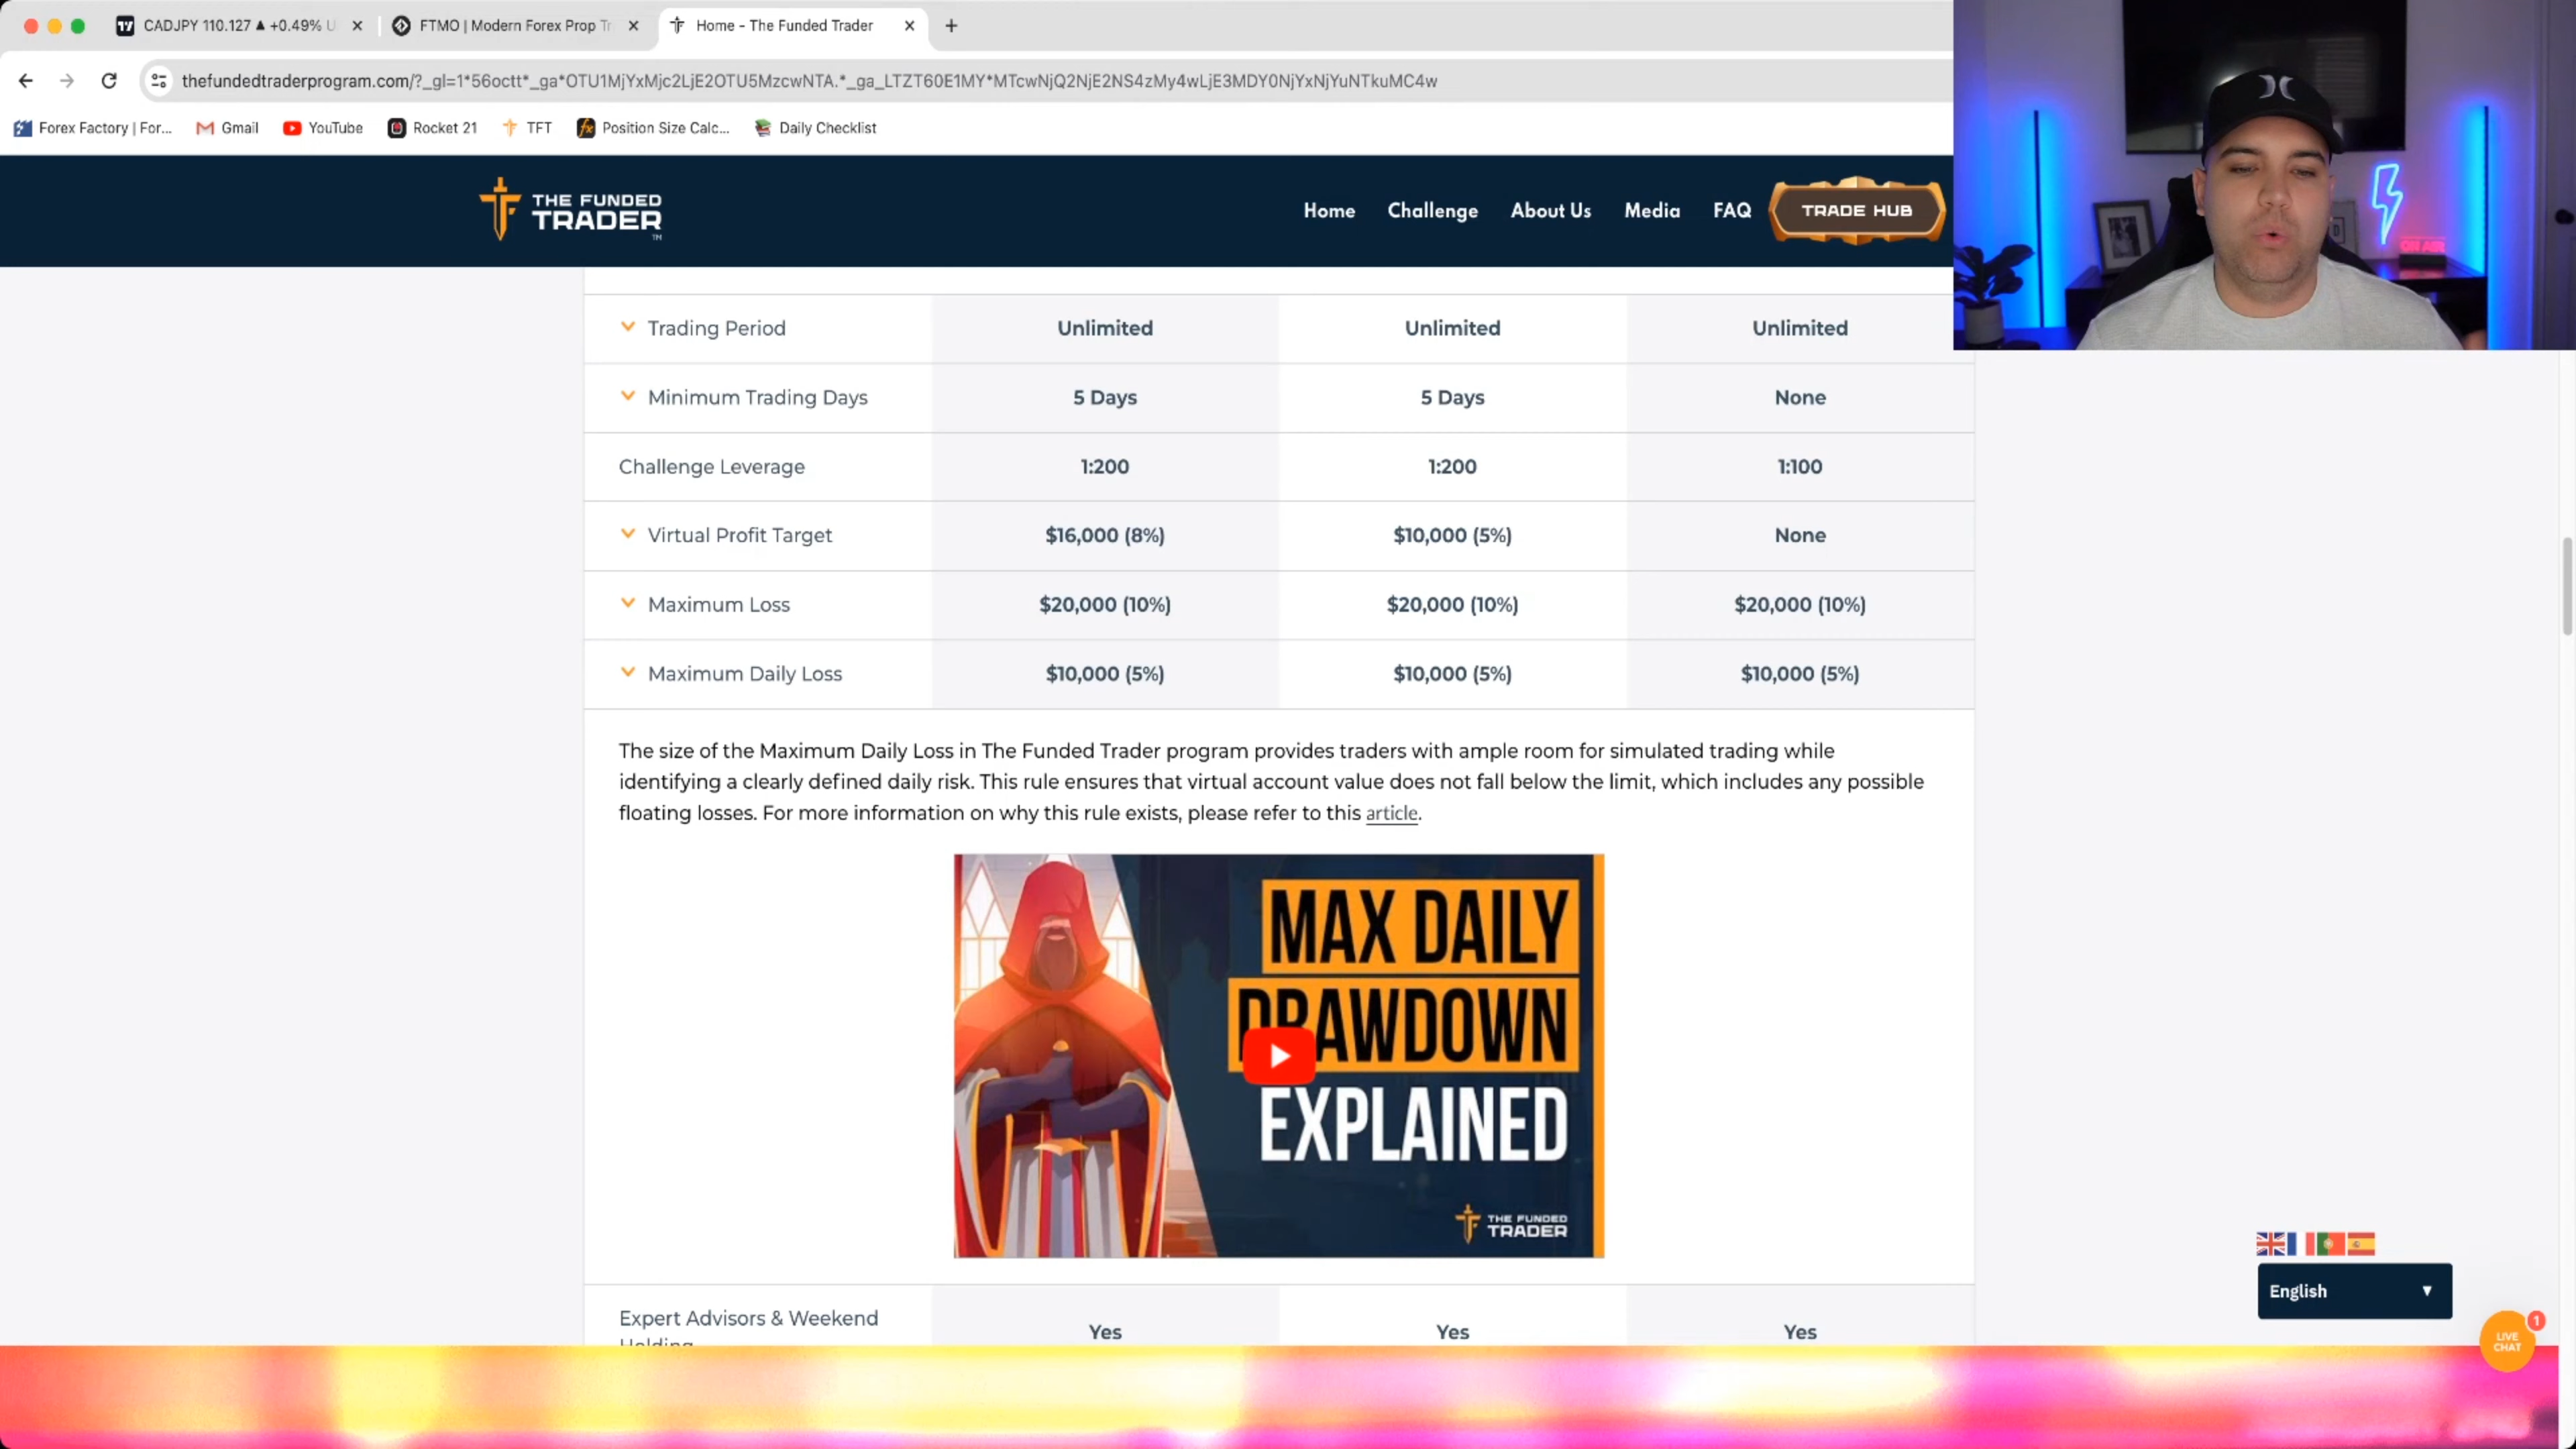 CADJPY 110.127 ▲ +0.49% U
FTMO | Modern Forex Prop Tr
Home - The Funded Trader
thefundedtraderprogram.com/?_gl=1*56octt*_ga*OTU1MjYxMjc2LjE2OTU5MzcwNTA.*_ga_LTZT60E1MY*MTcwNjQ2NjE2NS4zMy4wLjE3MDY0NjYxNjYuNTkuMC4w
Forex Factory | For...
Gmail
YouTube
Rocket 21
TFT
Position Size Calc...
Daily Checklist
THE FUNDED
TRADER
TM
Home
Challenge
About Us
Media
FAQ
TRADE HUB
ON AIR
Trading Period Unlimited Unlimited Unlimited
Minimum Trading Days 5 Days 5 Days None
Challenge Leverage 1:200 1:200 1:100
Virtual Profit Target $16,000 (8%) $10,000 (5%) None
Maximum Loss $20,000 (10%) $20,000 (10%) $20,000 (10%)
Maximum Daily Loss $10,000 (5%) $10,000 (5%) $10,000 (5%)
The size of the Maximum Daily Loss in The Funded Trader program provides traders with ample room for simulated trading while
identifying a clearly defined daily risk. This rule ensures that virtual account value does not fall below the limit, which includes any possible
floating losses. For more information on why this rule exists, please refer to this article.
MAX DAILY
DRAWDOWN
EXPLAINED
THE FUNDED
TRADER
Expert Advisors & Weekend
Holding
Yes Yes Yes
English ▼
LIVE
CHAT
1